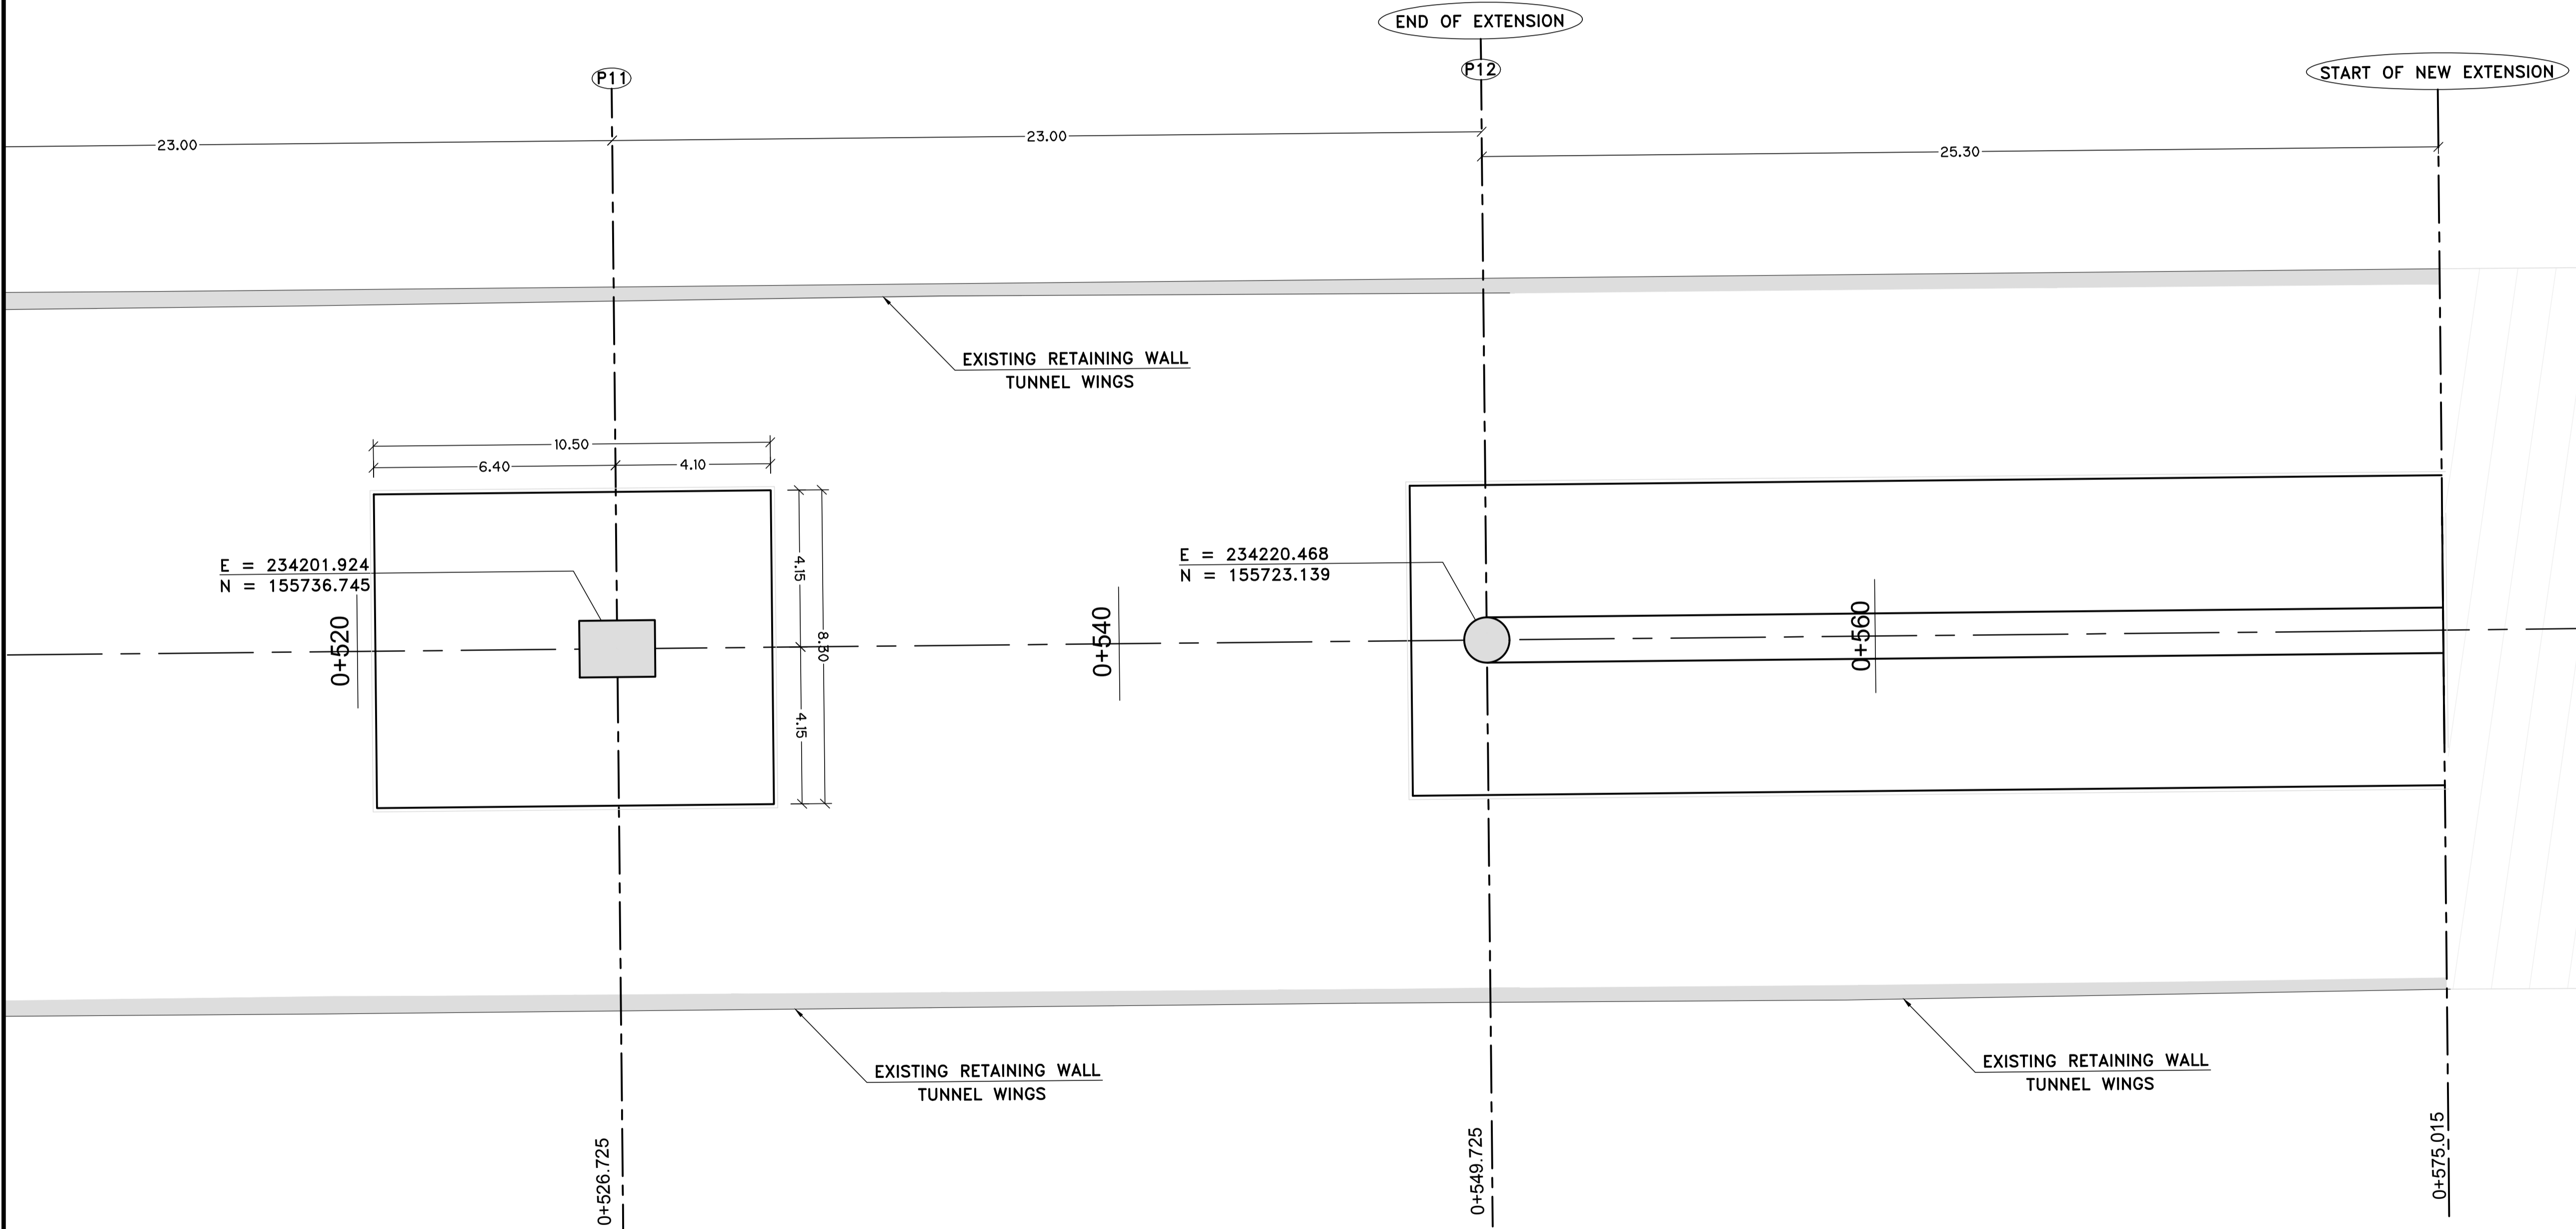 END OF EXTENSION
P11
P12
START OF NEW EXTENSION
23.00
23.00
25.30
EXISTING RETAINING WALL
TUNNEL WINGS
10.50
6.40
4.10
E = 234201.924
N = 155736.745
4.15
8.30
4.15
E = 234220.468
N = 155723.139
0+520
0+540
0+560
EXISTING RETAINING WALL
TUNNEL WINGS
EXISTING RETAINING WALL
TUNNEL WINGS
0+526.725
0+549.725
0+575.015